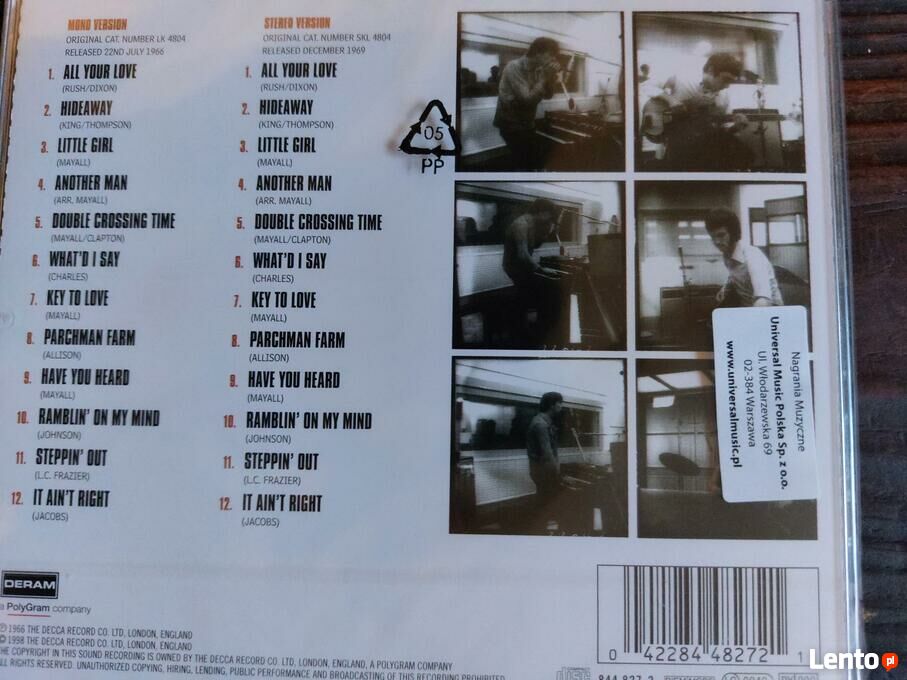 MONO VERSION
ORIGINAL CAT. NUMBER LK 4804
RELEASED 22ND JULY 1966
1. ALL YOUR LOVE
(RUSH/DIXON)
2. HIDEAWAY
(KING/THOMPSON)
3. LITTLE GIRL
(MAYALL)
4. ANOTHER MAN
(ARR. MAYALL)
5. DOUBLE CROSSING TIME
(MAYALL/CLAPTON)
6. WHAT'D I SAY
(CHARLES)
7. KEY TO LOVE
(MAYALL)
8. PARCHMAN FARM
(ALLISON)
9. HAVE YOU HEARD
(MAYALL)
10. RAMBLIN' ON MY MIND
(JOHNSON)
11. STEPPIN' OUT
(L.C. FRAZIER)
12. IT AIN'T RIGHT
(JACOBS)
STEREO VERSION
ORIGINAL CAT. NUMBER SKL 4804
RELEASED DECEMBER 1969
1. ALL YOUR LOVE
(RUSH/DIXON)
2. HIDEAWAY
(KING/THOMPSON)
3. LITTLE GIRL
(MAYALL)
4. ANOTHER MAN
(ARR. MAYALL)
5. DOUBLE CROSSING TIME
(MAYALL/CLAPTON)
6. WHAT'D I SAY
(CHARLES)
7. KEY TO LOVE
(MAYALL)
8. PARCHMAN FARM
(ALLISON)
9. HAVE YOU HEARD
(MAYALL)
10. RAMBLIN' ON MY MIND
(JOHNSON)
11. STEPPIN' OUT
(L.C. FRAZIER)
12. IT AIN'T RIGHT
(JACOBS)
05
PP
Nagrania Muzyczne
Universal Music Polska Sp. z o.o.
Ul. Włodarzewska 69
02-384 Warszawa
www.universalmusic.pl
DERAM
a PolyGram company
℗ 1966 THE DECCA RECORD CO. LTD, LONDON, ENGLAND
© 1998 THE DECCA RECORD CO. LTD, LONDON, ENGLAND
THE COPYRIGHT IN THIS SOUND RECORDING IS OWNED BY THE DECCA RECORD CO. LTD, LONDON, ENGLAND, A POLYGRAM COMPANY
ALL RIGHTS RESERVED. UNAUTHORIZED COPYING, HIRING, LENDING, PUBLIC PERFORMANCE AND BROADCASTING OF THIS RECORDING PROHIBITED
0 42284 48272 1
disc
844 827-2
Lento.pl